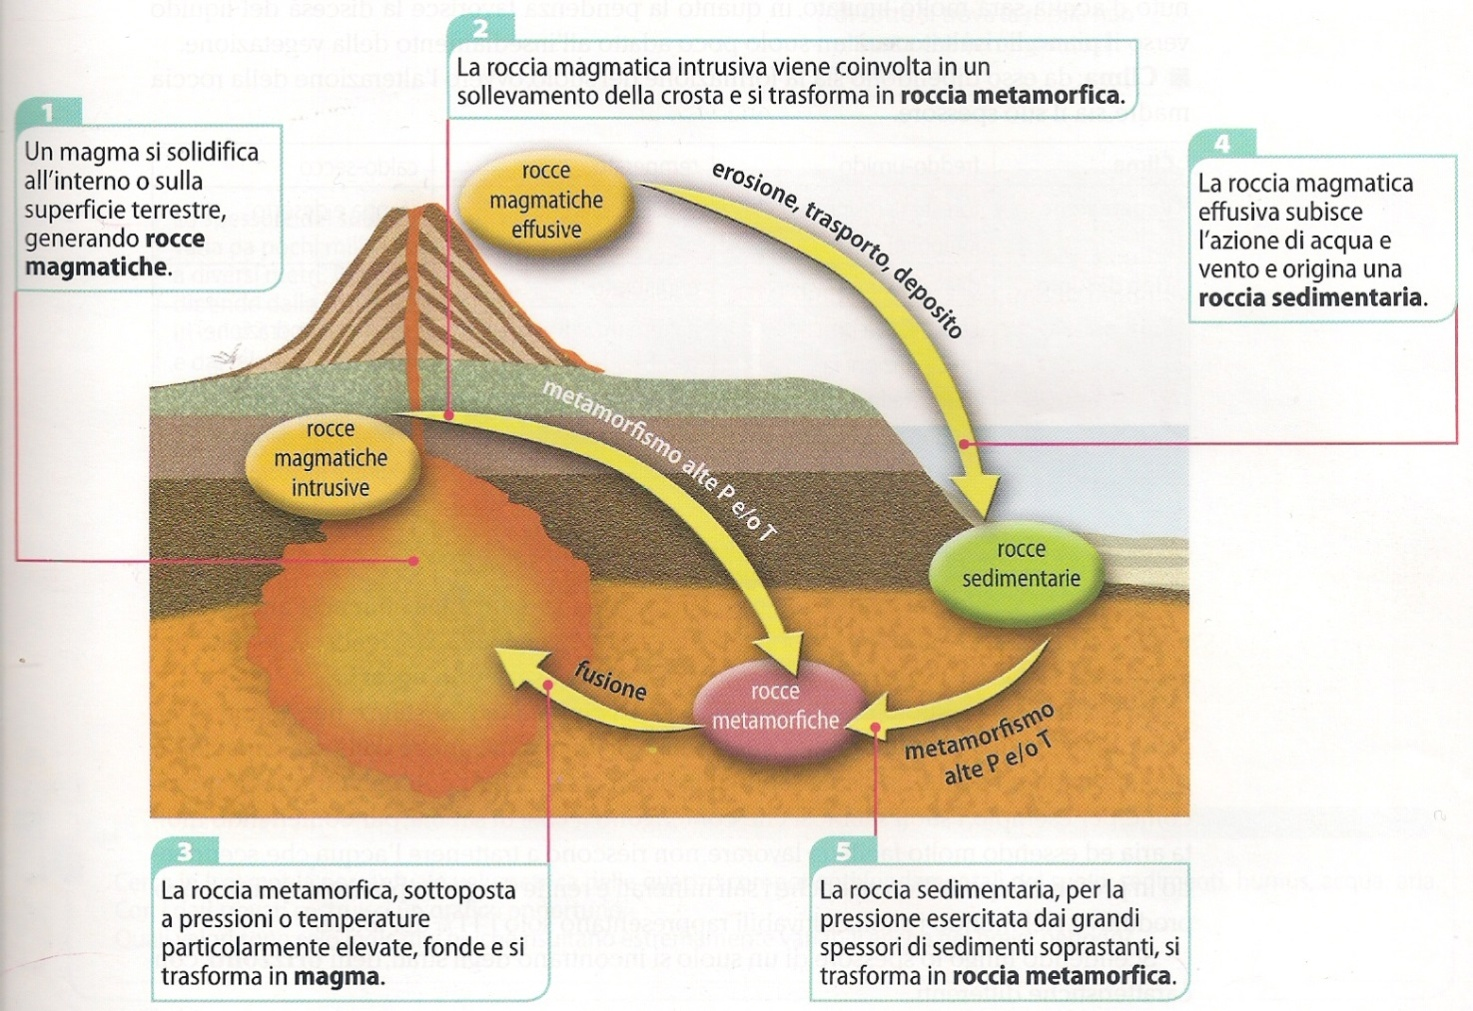 1
Un magma si solidifica
all'interno o sulla
superficie terrestre,
generando rocce
magmatiche.
2
La roccia magmatica intrusiva viene coinvolta in un
sollevamento della crosta e si trasforma in roccia metamorfica.
4
La roccia magmatica
effusiva subisce
l'azione di acqua e
vento e origina una
roccia sedimentaria.
rocce
magmatiche
effusive
erosione, trasporto, deposito
rocce
magmatiche
intrusive
metamorfismo alte P e/o T
rocce
sedimentarie
fusione
rocce
metamorfiche
metamorfismo
alte P e/o T
3
La roccia metamorfica, sottoposta
a pressioni o temperature
particolarmente elevate, fonde e si
trasforma in magma.
5
La roccia sedimentaria, per la
pressione esercitata dai grandi
spessori di sedimenti soprastanti, si
trasforma in roccia metamorfica.